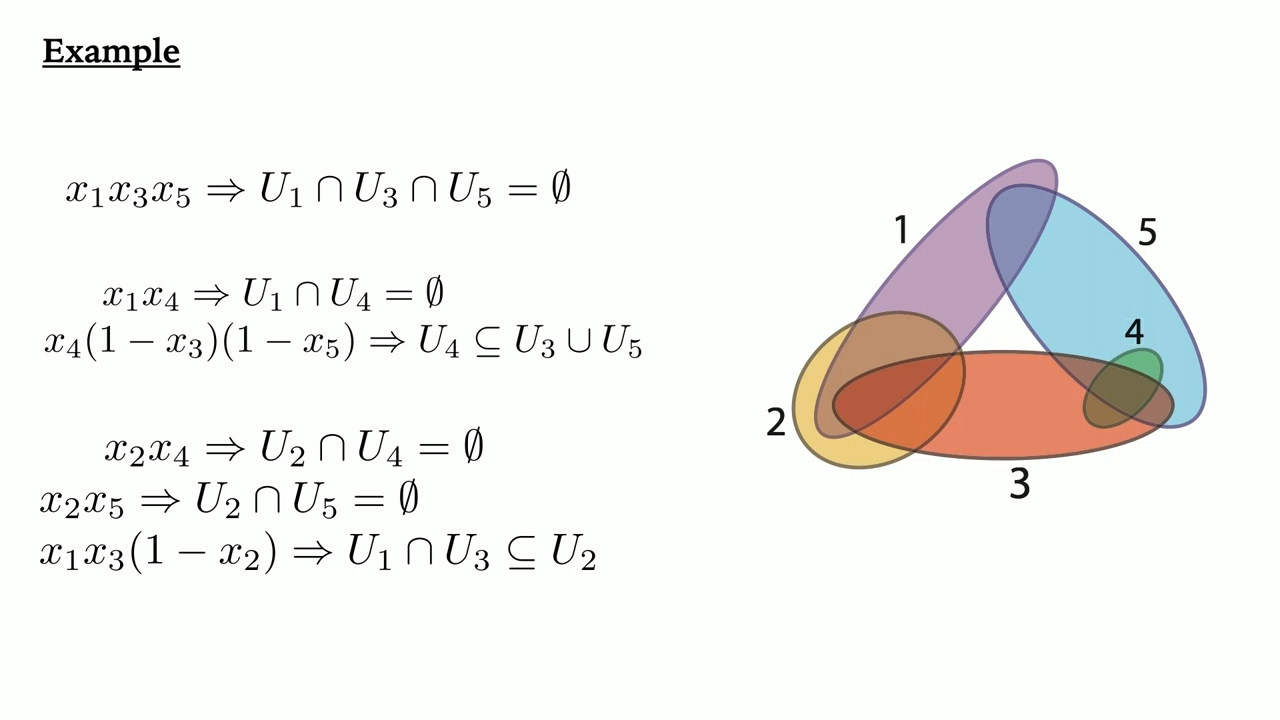 Example
x₁x₃x₅ ⇒ U₁ ∩ U₃ ∩ U₅ = ∅
x₁x₄ ⇒ U₁ ∩ U₄ = ∅
x₄(1 − x₃)(1 − x₅) ⇒ U₄ ⊆ U₃ ∪ U₅
x₂x₄ ⇒ U₂ ∩ U₄ = ∅
x₂x₅ ⇒ U₂ ∩ U₅ = ∅
x₁x₃(1 − x₂) ⇒ U₁ ∩ U₃ ⊆ U₂
1
5
4
2
3